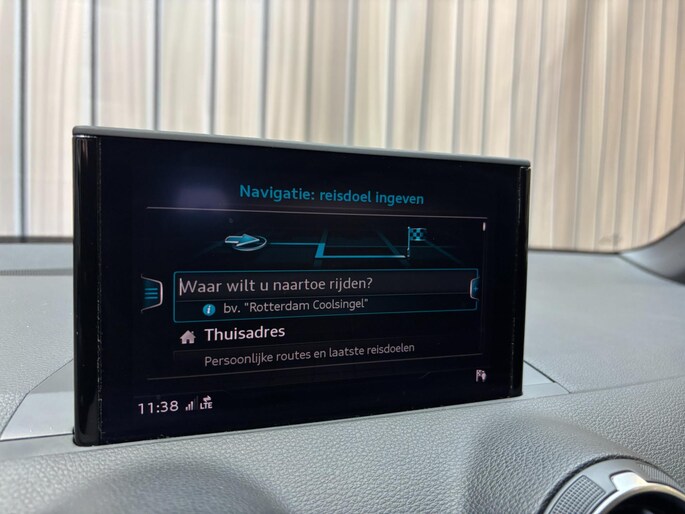 Navigatie: reisdoel ingeven
Waar wilt u naartoe rijden?
bv. "Rotterdam Coolsingel"
Thuisadres
Persoonlijke routes en laatste reisdoelen
11:38 LTE